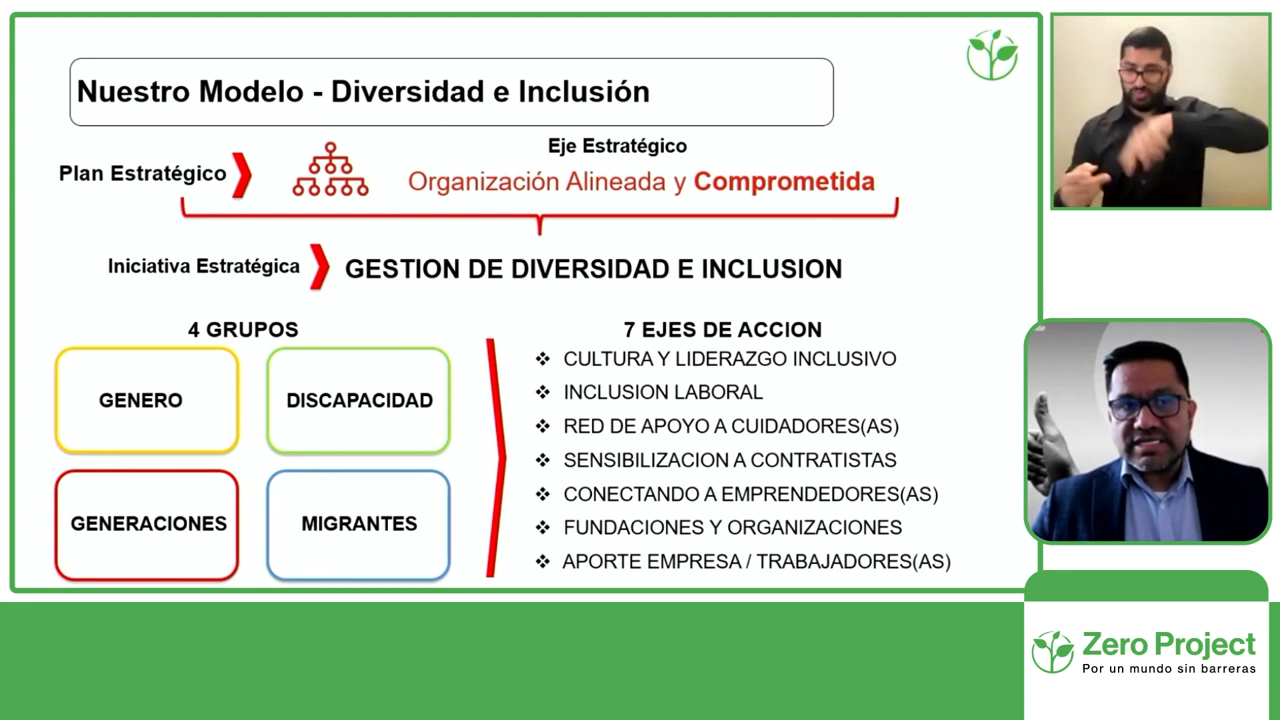 Nuestro Modelo - Diversidad e Inclusión
Plan Estratégico
Eje Estratégico
Organización Alineada y Comprometida
Iniciativa Estratégica
GESTION DE DIVERSIDAD E INCLUSION
4 GRUPOS
GENERO
DISCAPACIDAD
GENERACIONES
MIGRANTES
7 EJES DE ACCION
❖ CULTURA Y LIDERAZGO INCLUSIVO
❖ INCLUSION LABORAL
❖ RED DE APOYO A CUIDADORES(AS)
❖ SENSIBILIZACION A CONTRATISTAS
❖ CONECTANDO A EMPRENDEDORES(AS)
❖ FUNDACIONES Y ORGANIZACIONES
❖ APORTE EMPRESA / TRABAJADORES(AS)
Zero Project
Por un mundo sin barreras